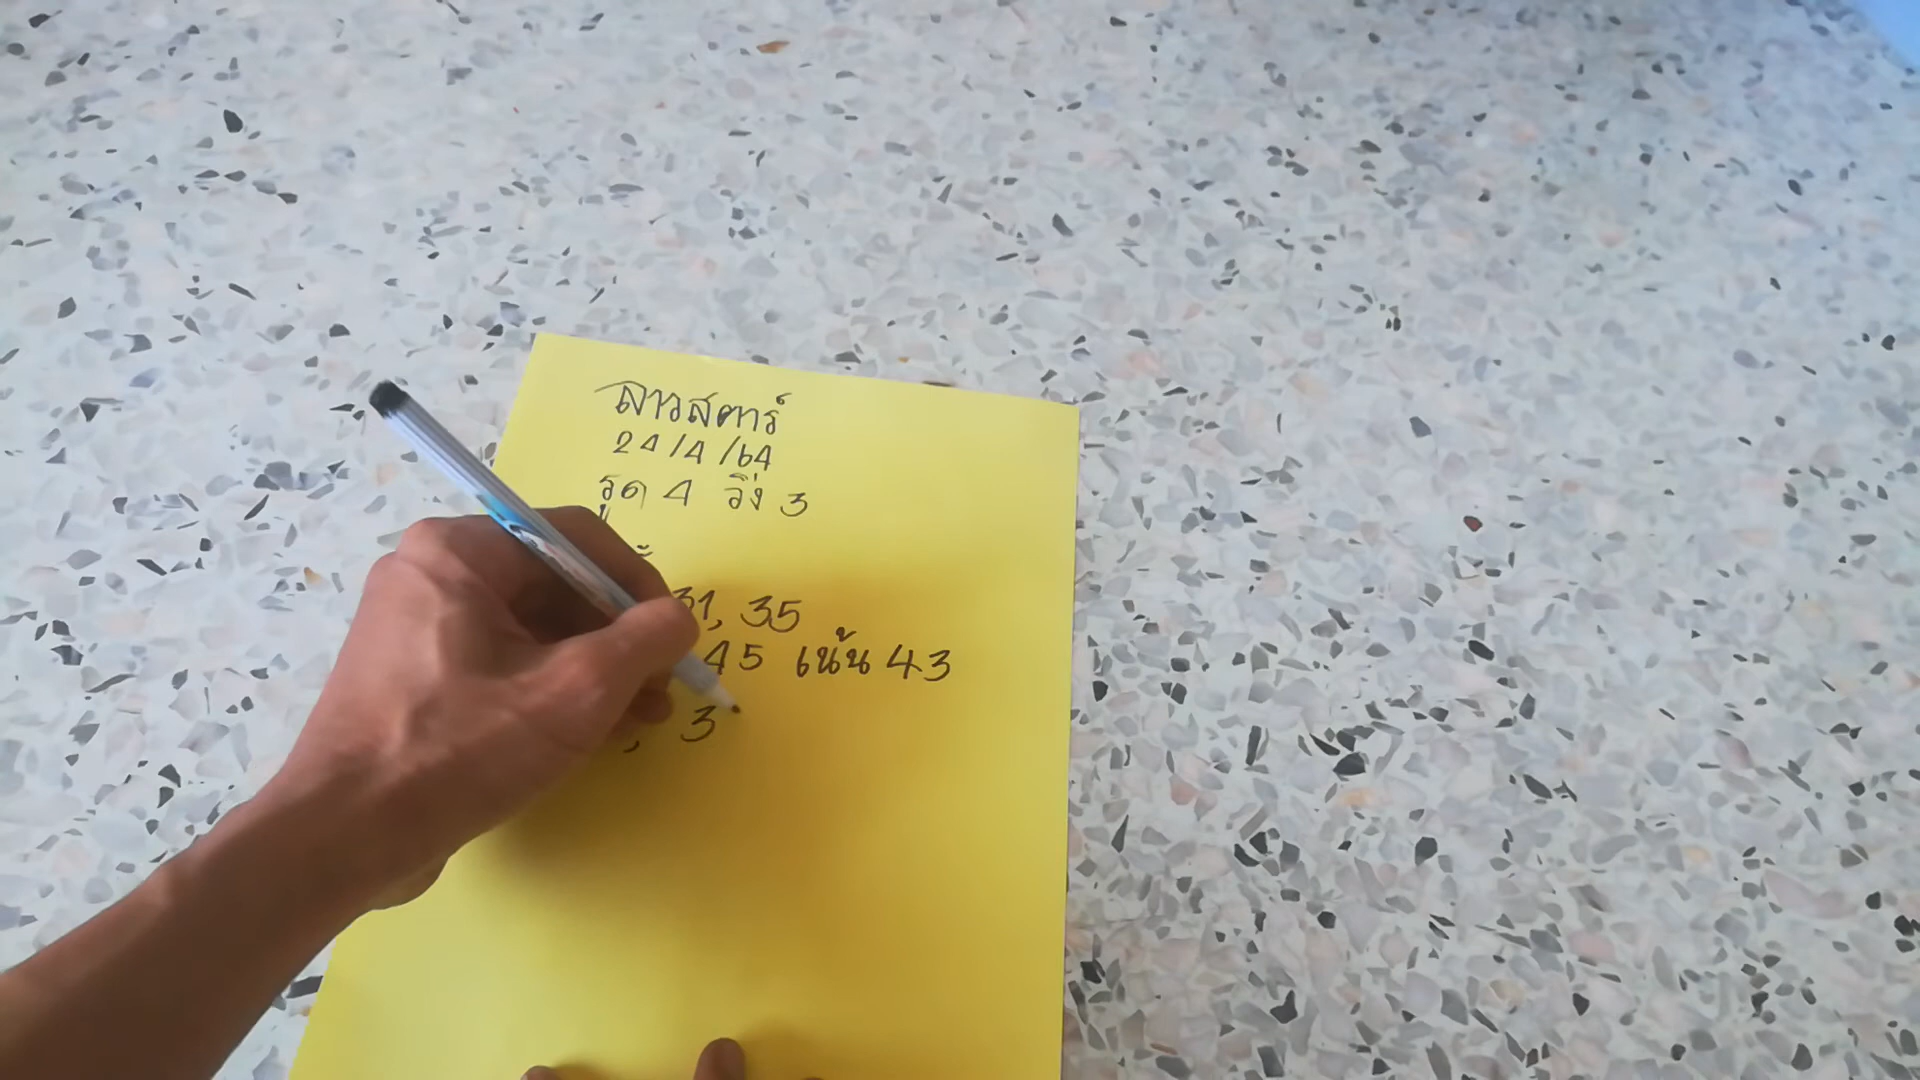 ลาวสตาร์
24/4/64
รูด 4 วิ่ง 3
31, 35
45 เน้น 43
, 3